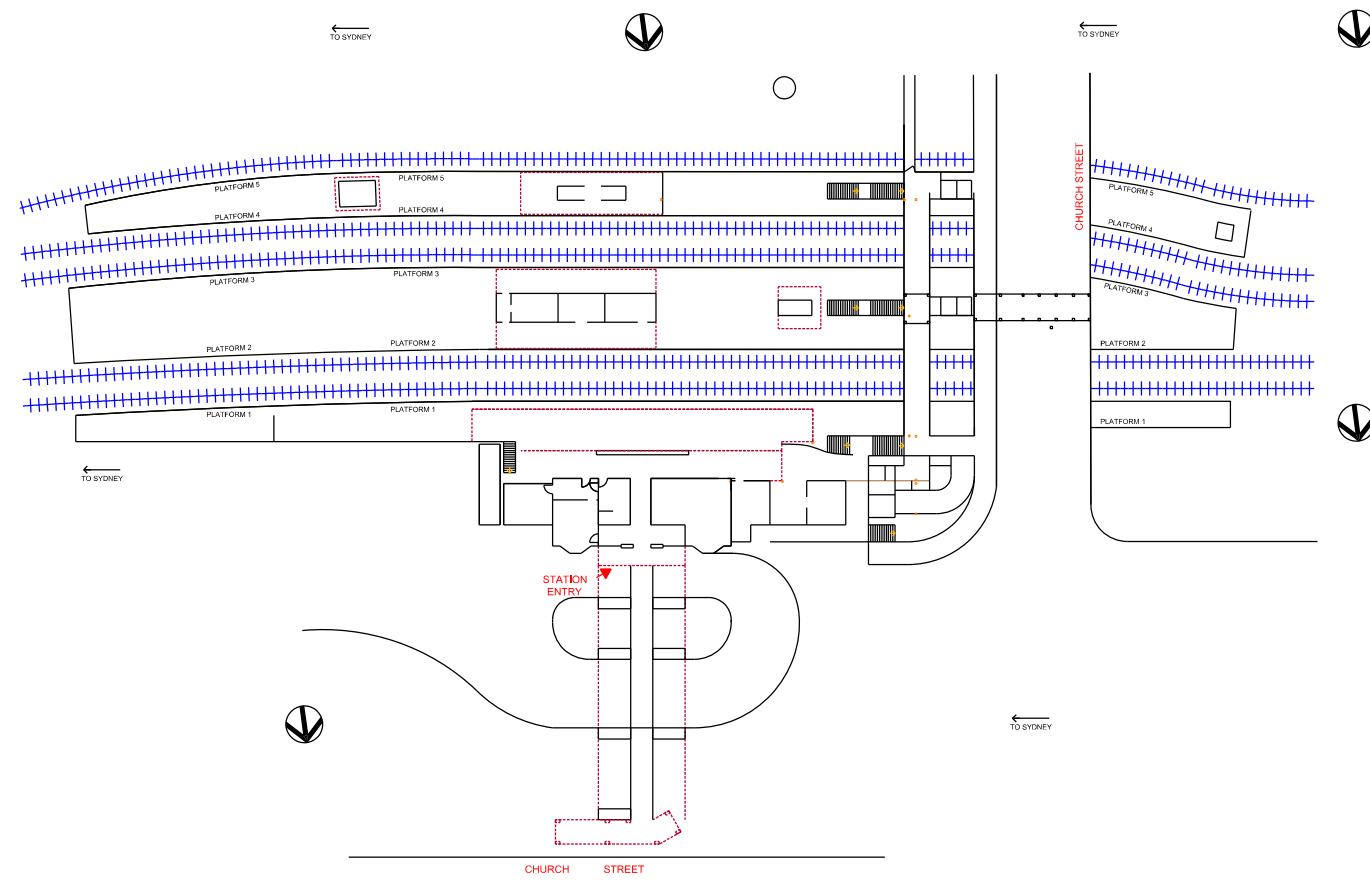 TO SYDNEY
TO SYDNEY
CHURCH STREET
PLATFORM 5
PLATFORM 5
PLATFORM 5
PLATFORM 4
PLATFORM 4
PLATFORM 4
PLATFORM 3
PLATFORM 3
PLATFORM 3
PLATFORM 2
PLATFORM 2
PLATFORM 2
PLATFORM 1
PLATFORM 1
PLATFORM 1
TO SYDNEY
STATION
ENTRY
TO SYDNEY
CHURCH STREET